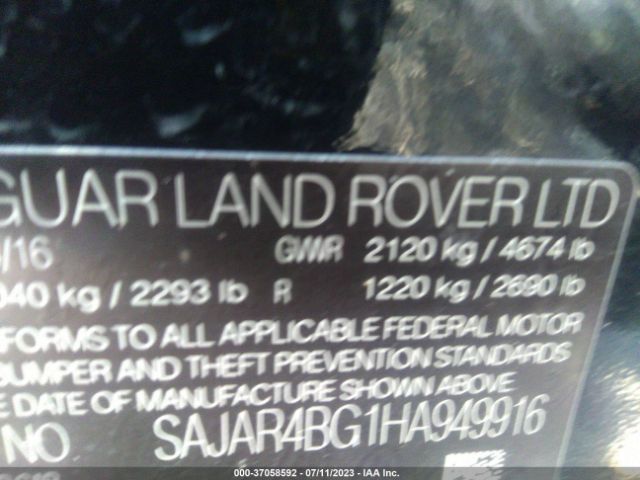 GUAR LAND ROVER LTD
/16 GVWR 2120 kg / 4674 lb
040 kg / 2293 lb R 1220 kg / 2690 lb
FORMS TO ALL APPLICABLE FEDERAL MOTOR
BUMPER AND THEFT PREVENTION STANDARDS
E DATE OF MANUFACTURE SHOWN ABOVE
NO SAJAR4BG1HA949916
000-37058592 - 07/11/2023 - IAA Inc.